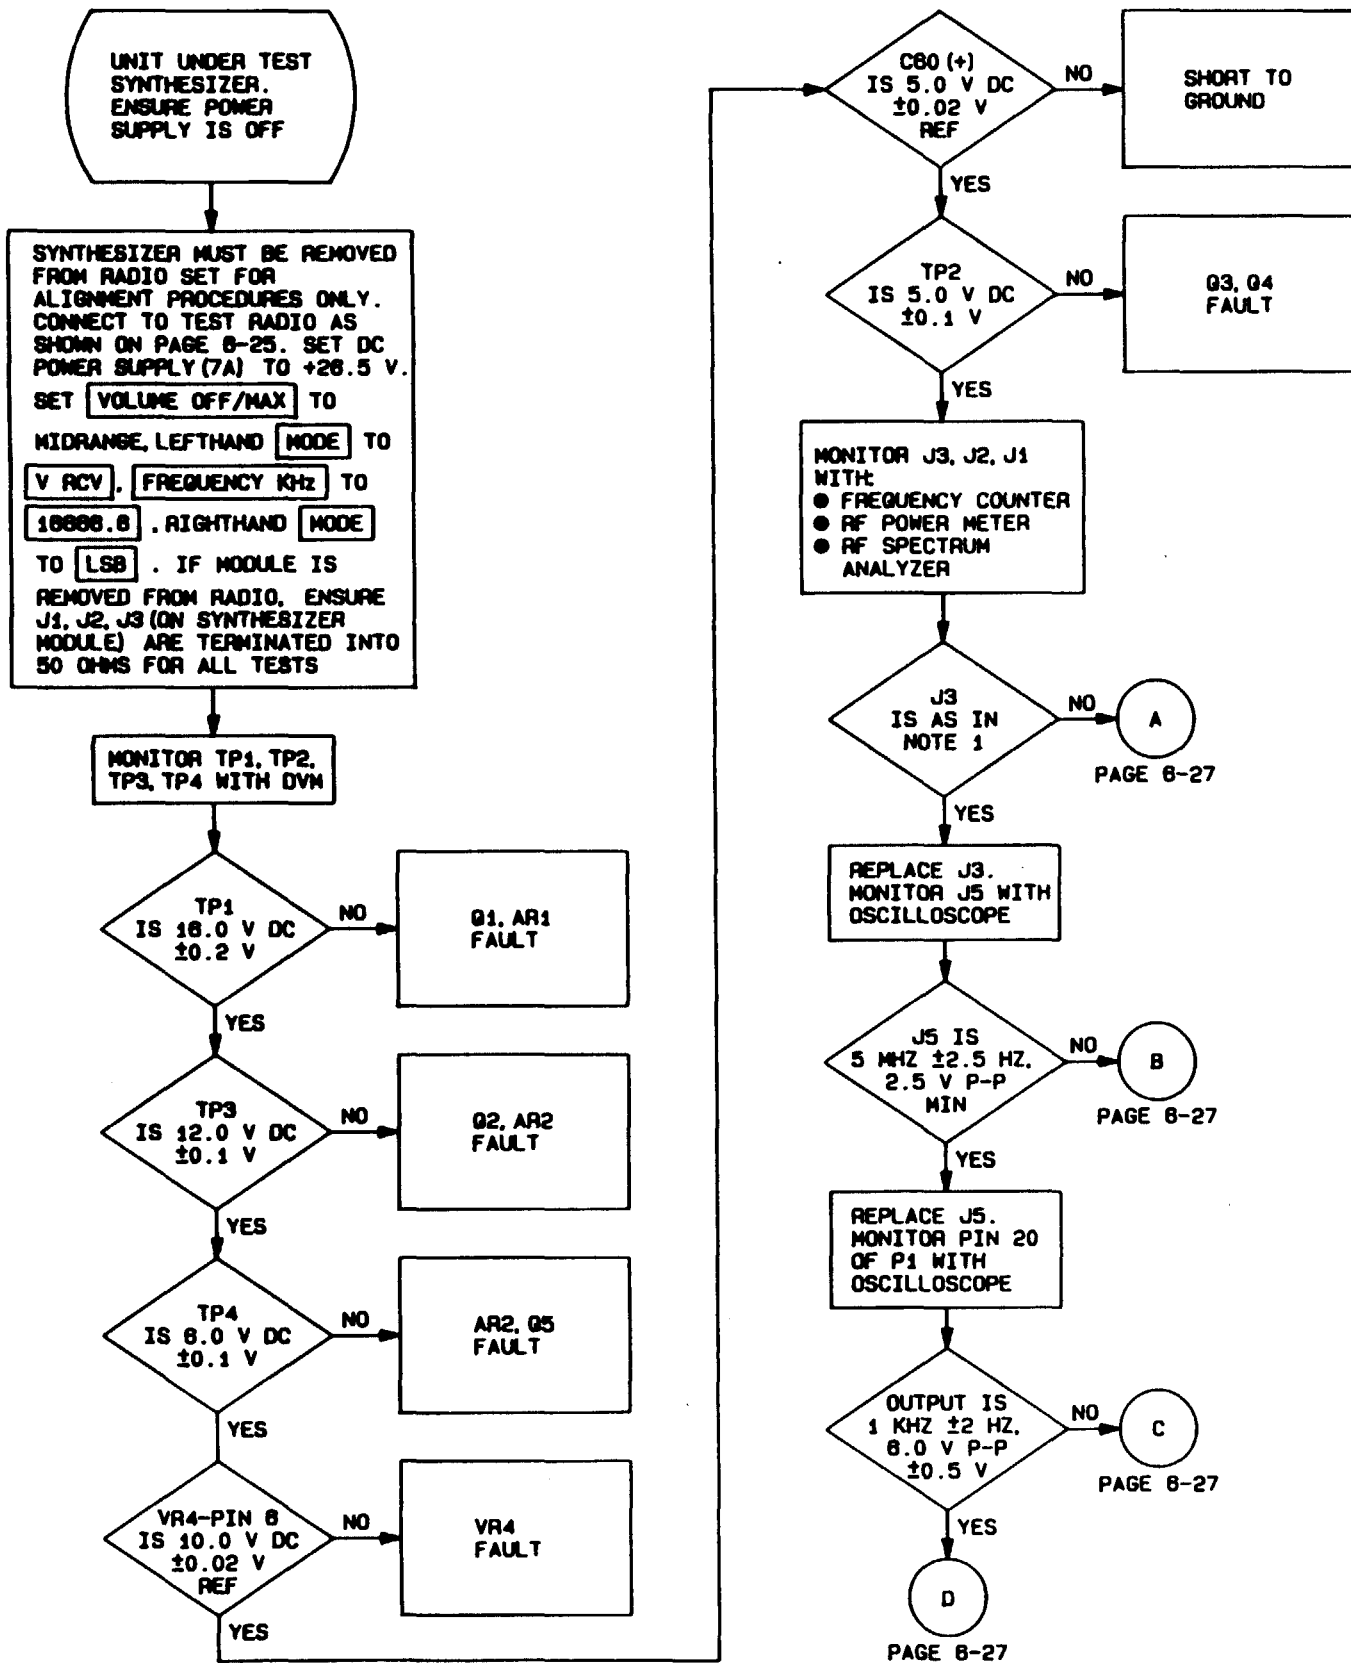 UNIT UNDER TEST
SYNTHESIZER.
ENSURE POWER
SUPPLY IS OFF
SYNTHESIZER MUST BE REMOVED
FROM RADIO SET FOR
ALIGNMENT PROCEDURES ONLY.
CONNECT TO TEST RADIO AS
SHOWN ON PAGE 6-25. SET DC
POWER SUPPLY (7A) TO +26.5 V.
SET VOLUME OFF/MAX TO
MIDRANGE, LEFTHAND MODE TO
V RCV. FREQUENCY KHz TO
16666.6 . RIGHTHAND MODE
TO LSB . IF MODULE IS
REMOVED FROM RADIO, ENSURE
J1, J2, J3 (ON SYNTHESIZER
MODULE) ARE TERMINATED INTO
50 OHMS FOR ALL TESTS
MONITOR TP1, TP2,
TP3, TP4 WITH DVM
TP1
IS 16.0 V DC
±0.2 V
NO
Q1, AR1
FAULT
YES
TP3
IS 12.0 V DC
±0.1 V
NO
Q2, AR2
FAULT
YES
TP4
IS 6.0 V DC
±0.1 V
NO
AR2, Q5
FAULT
YES
VR4-PIN 6
IS 10.0 V DC
±0.02 V
REF
NO
VR4
FAULT
YES
C60 (+)
IS 5.0 V DC
±0.02 V
REF
NO
SHORT TO
GROUND
YES
TP2
IS 5.0 V DC
±0.1 V
NO
Q3, Q4
FAULT
YES
MONITOR J3, J2, J1
WITH:
● FREQUENCY COUNTER
● RF POWER METER
● RF SPECTRUM
ANALYZER
J3
IS AS IN
NOTE 1
NO
A
PAGE 6-27
YES
REPLACE J3.
MONITOR J5 WITH
OSCILLOSCOPE
J5 IS
5 MHZ ±2.5 HZ,
2.5 V P-P
MIN
NO
B
PAGE 6-27
YES
REPLACE J5.
MONITOR PIN 20
OF P1 WITH
OSCILLOSCOPE
OUTPUT IS
1 KHZ ±2 HZ,
6.0 V P-P
±0.5 V
NO
C
PAGE 6-27
YES
D
PAGE 6-27